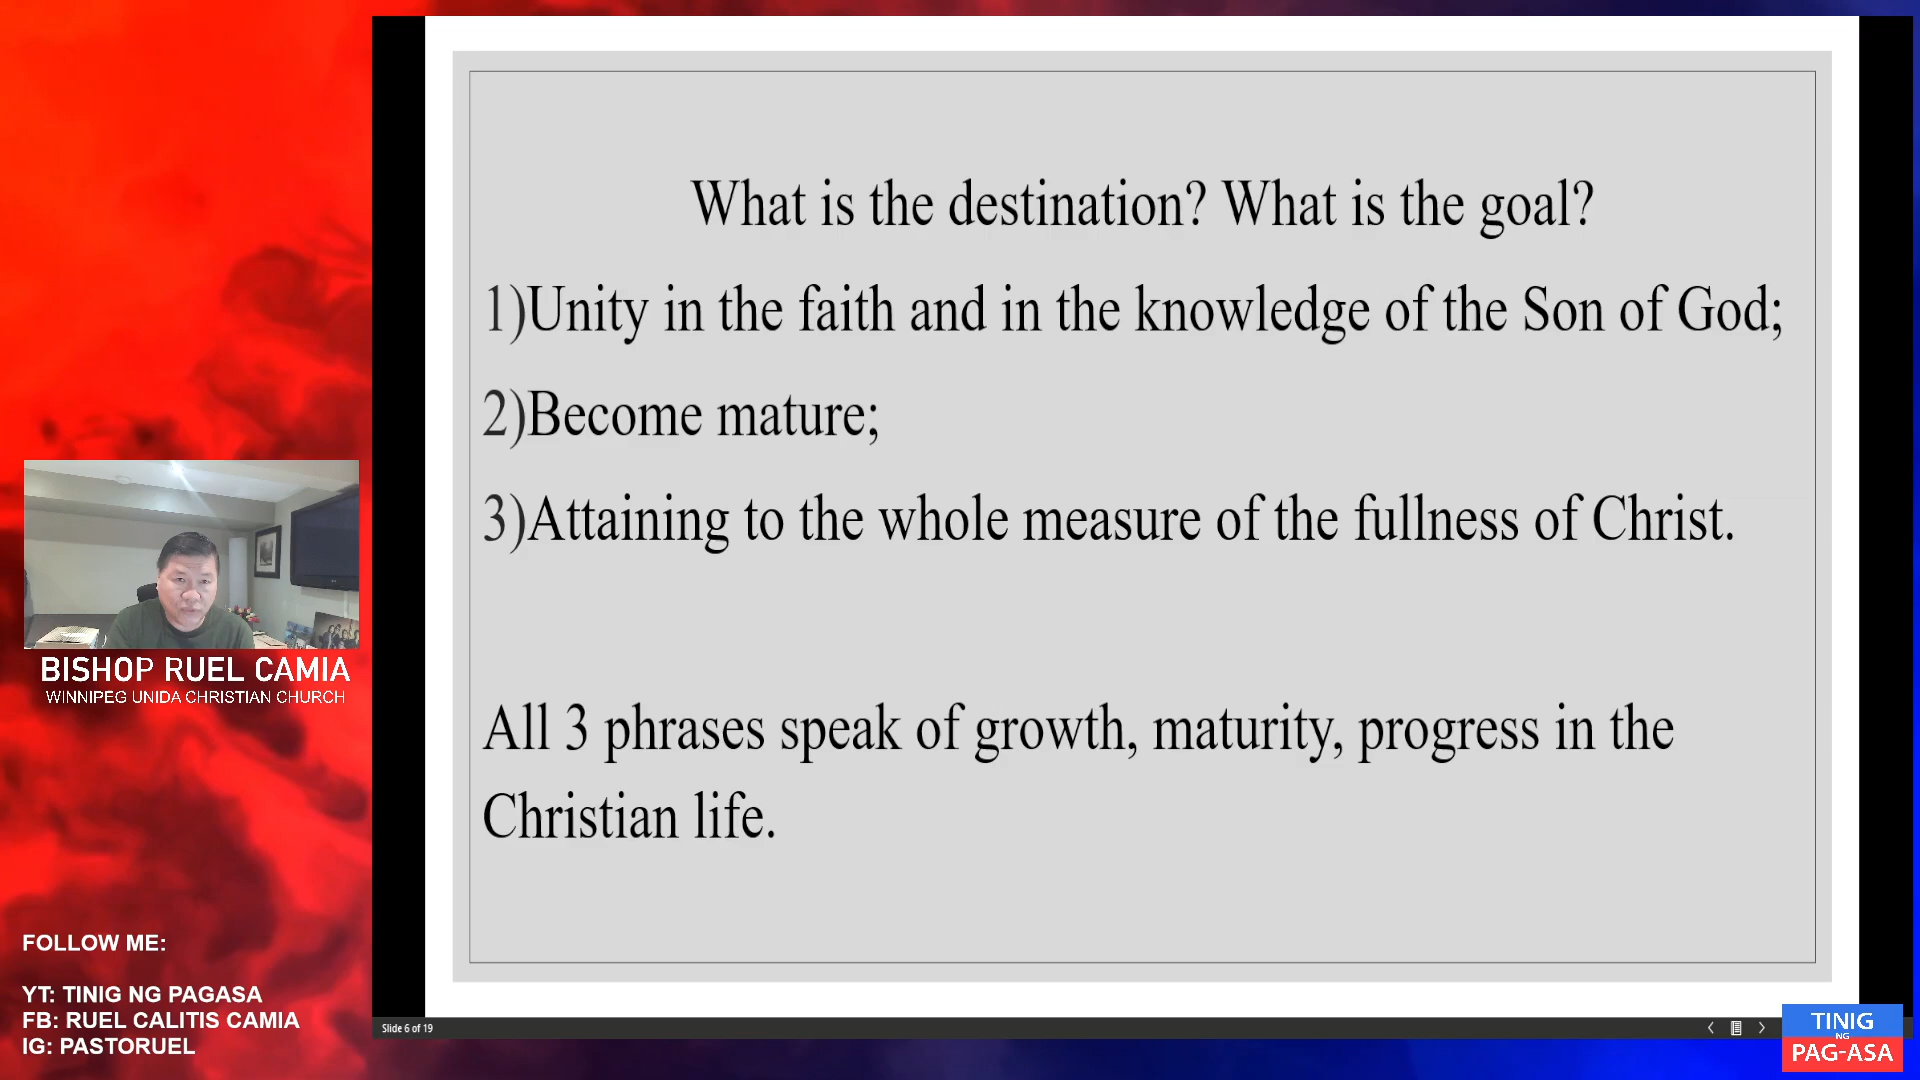 What is the destination? What is the goal?
1)Unity in the faith and in the knowledge of the Son of God;
2)Become mature;
3)Attaining to the whole measure of the fullness of Christ.
All 3 phrases speak of growth, maturity, progress in the
Christian life.
BISHOP RUEL CAMIA
WINNIPEG UNIDA CHRISTIAN CHURCH
FOLLOW ME:
YT: TINIG NG PAGASA
FB: RUEL CALITIS CAMIA
IG: PASTORUEL
Slide 6 of 19
TINIG
NG
PAG-ASA